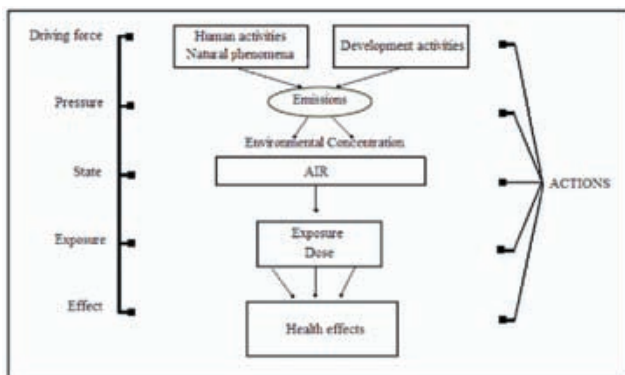 Driving force
Human activities
Natural phenomena
Development activities
Pressure
Emissions
Environmental Concentration
State
AIR
ACTIONS
Exposure
Exposure
Dose
Effect
Health effects